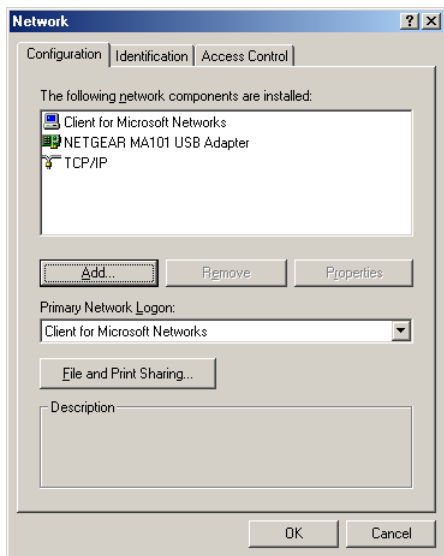 Network
Configuration Identification Access Control
The following network components are installed:
Client for Microsoft Networks
NETGEAR MA101 USB Adapter
TCP/IP
Add... Remove Properties
Primary Network Logon:
Client for Microsoft Networks
File and Print Sharing...
Description
OK Cancel